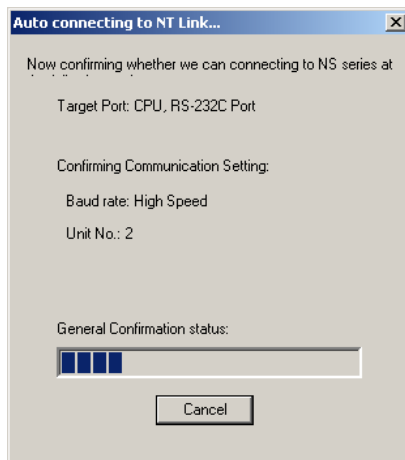 Auto connecting to NT Link...
Now confirming whether we can connecting to NS series at
Target Port: CPU, RS-232C Port
Confirming Communication Setting:
Baud rate: High Speed
Unit No.: 2
General Confirmation status:
Cancel